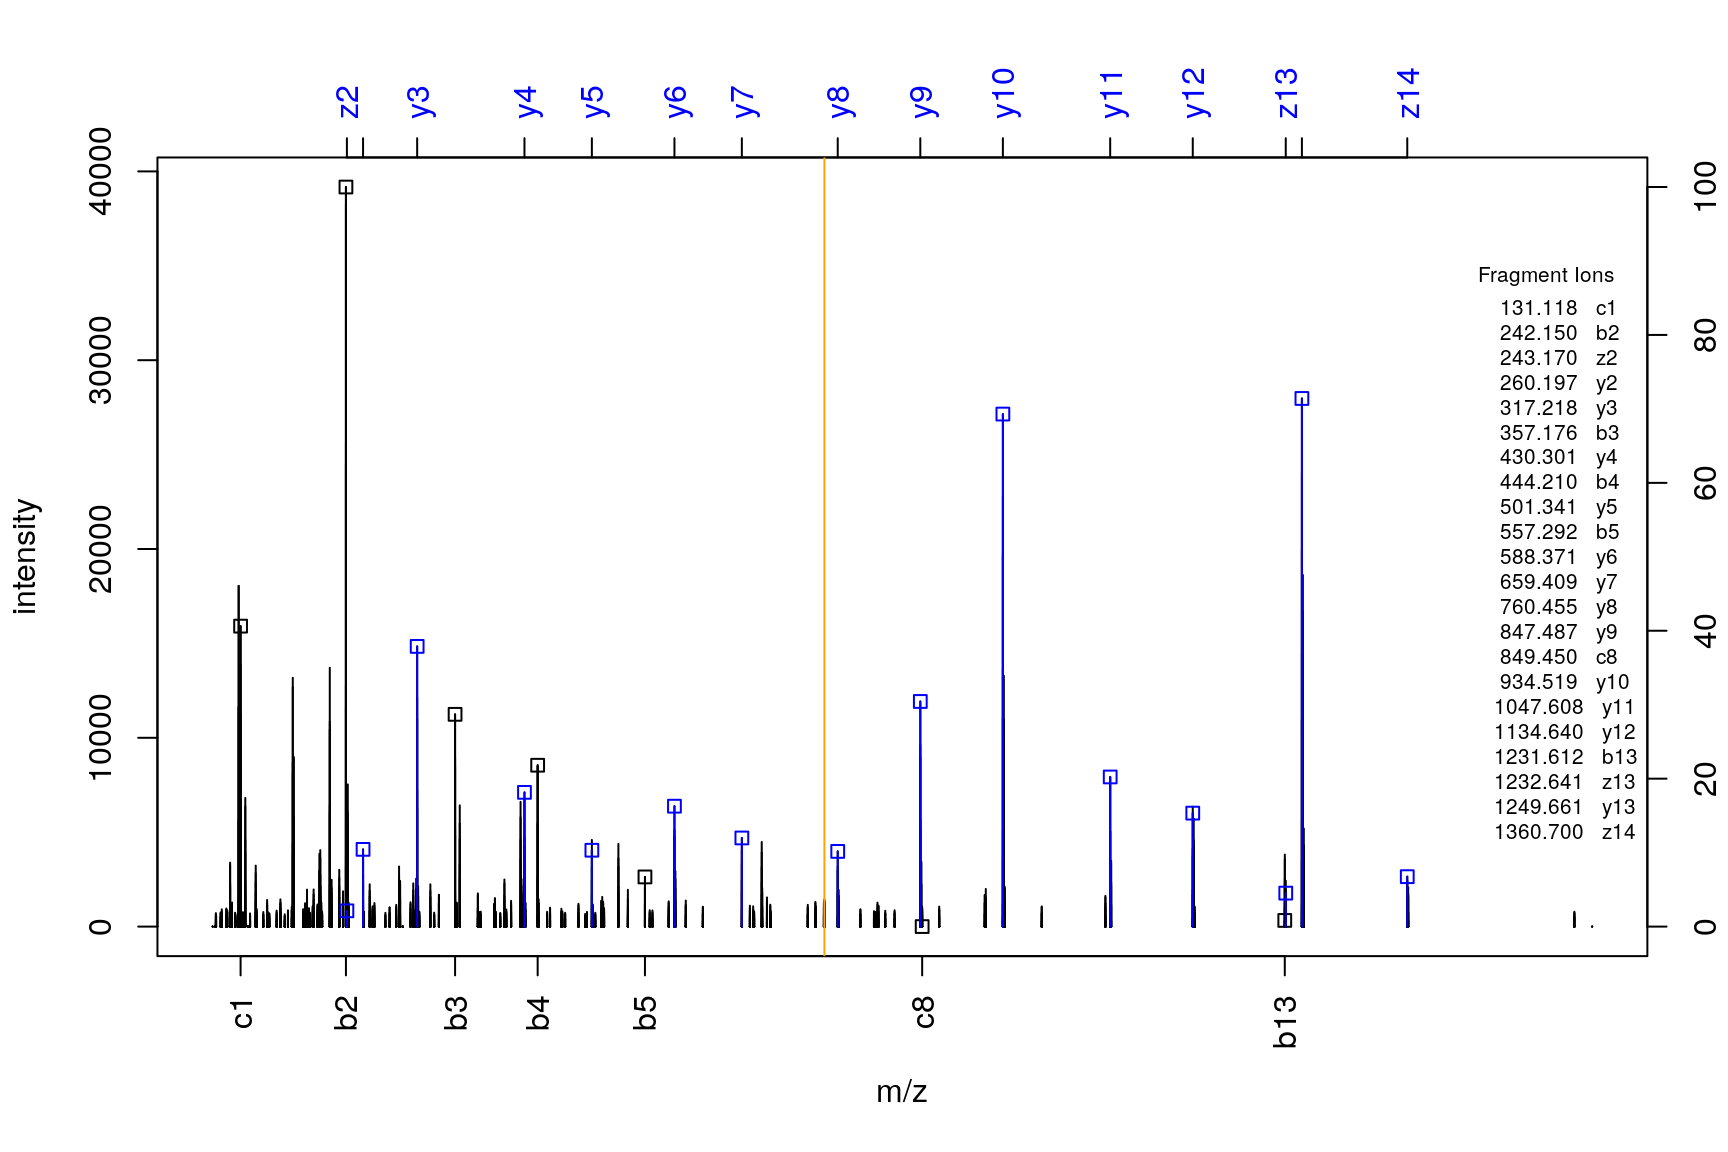 z2 y3 y4 y5 y6 y7 y8 y9 y10 y11 y12 z13 z14
40000
30000
20000
10000
0
intensity
100
80
60
40
20
0
Fragment Ions
131.118 c1
242.150 b2
243.170 z2
260.197 y2
317.218 y3
357.176 b3
430.301 y4
444.210 b4
501.341 y5
557.292 b5
588.371 y6
659.409 y7
760.455 y8
847.487 y9
849.450 c8
934.519 y10
1047.608 y11
1134.640 y12
1231.612 b13
1232.641 z13
1249.661 y13
1360.700 z14
c1 b2 b3 b4 b5 c8 b13
m/z